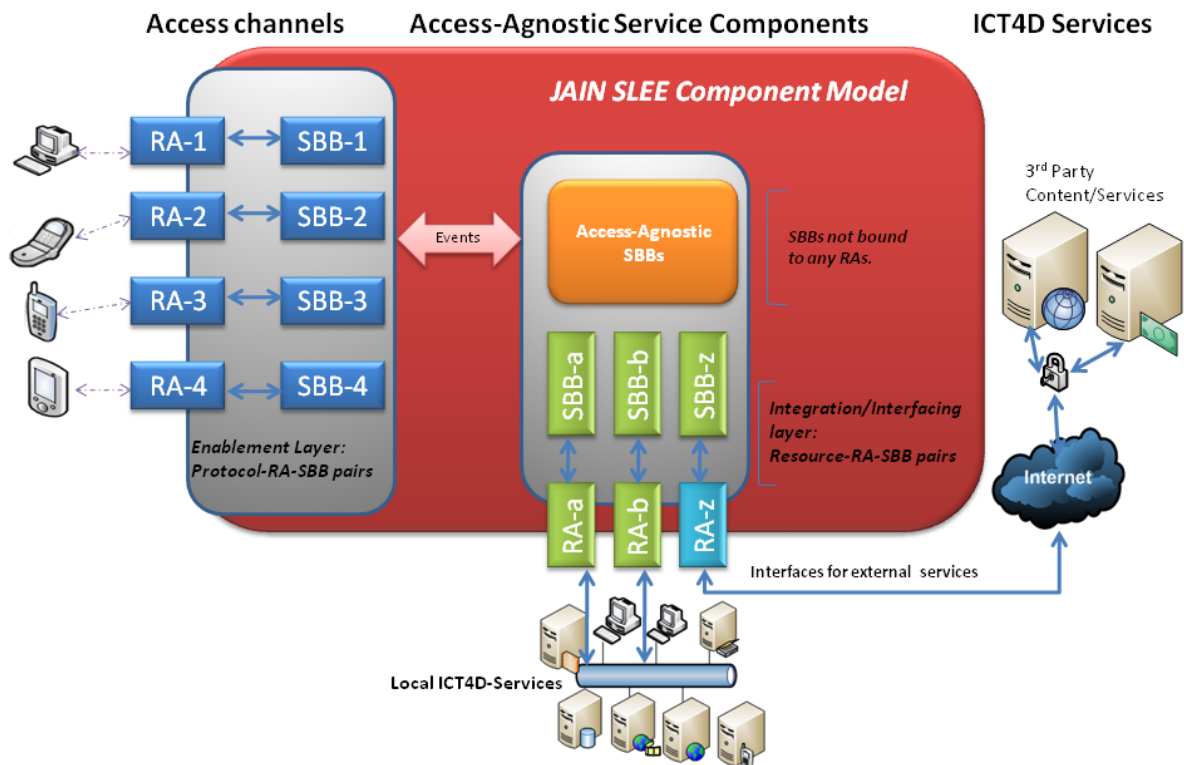 Access channels
Access-Agnostic Service Components
ICT4D Services
JAIN SLEE Component Model
RA-1
SBB-1
RA-2
SBB-2
RA-3
SBB-3
RA-4
SBB-4
Enablement Layer:
Protocol-RA-SBB pairs
Events
Access-Agnostic
SBBs
SBBs not bound
to any RAs.
SBB-a
SBB-b
SBB-z
Integration/Interfacing
layer:
Resource-RA-SBB pairs
RA-a
RA-b
RA-z
3rd Party
Content/Services
Internet
Interfaces for external services
Local ICT4D-Services